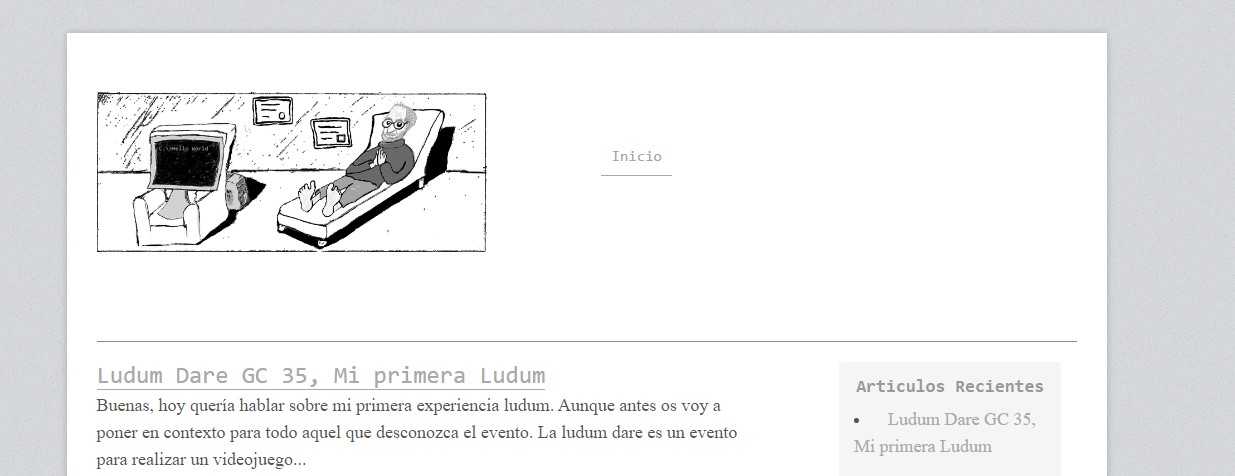 C:\>Hello World
Inicio
Ludum Dare GC 35, Mi primera Ludum
Buenas, hoy quería hablar sobre mi primera experiencia ludum. Aunque antes os voy a
poner en contexto para todo aquel que desconozca el evento. La ludum dare es un evento
para realizar un videojuego...
Articulos Recientes
Ludum Dare GC 35,
Mi primera Ludum